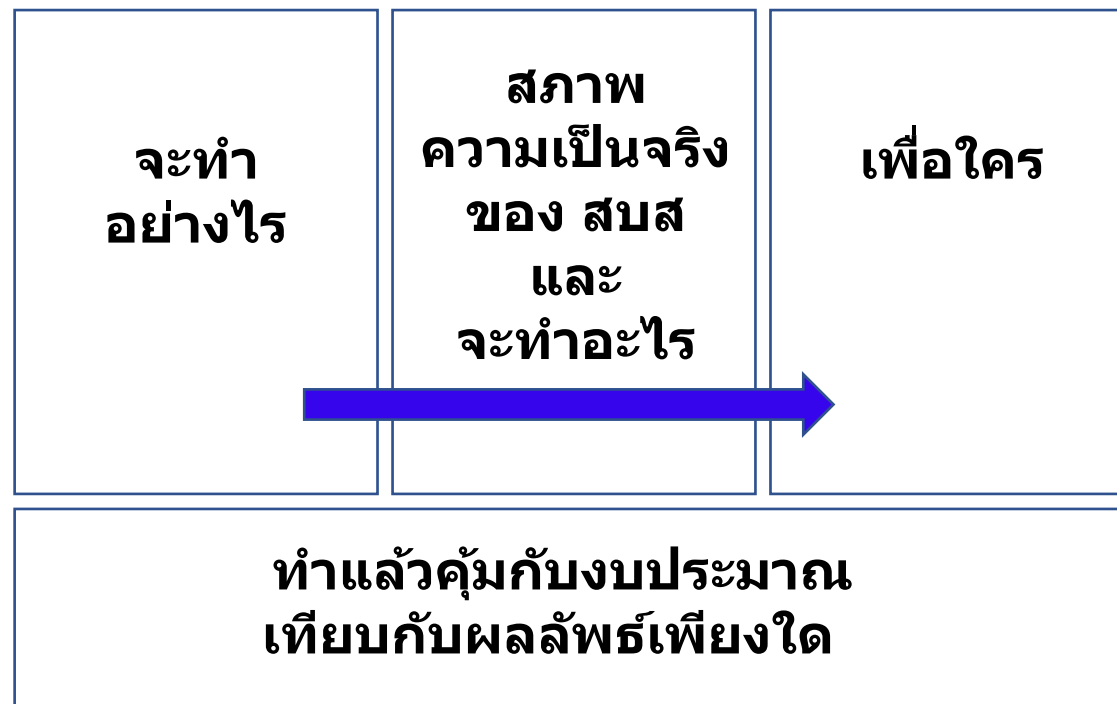 จะทำ
อย่างไร
สภาพ
ความเป็นจริง
ของ สบส
และ
จะทำอะไร
เพื่อใคร
ทำแล้วคุ้มกับงบประมาณ
เทียบกับผลลัพธ์เพียงใด